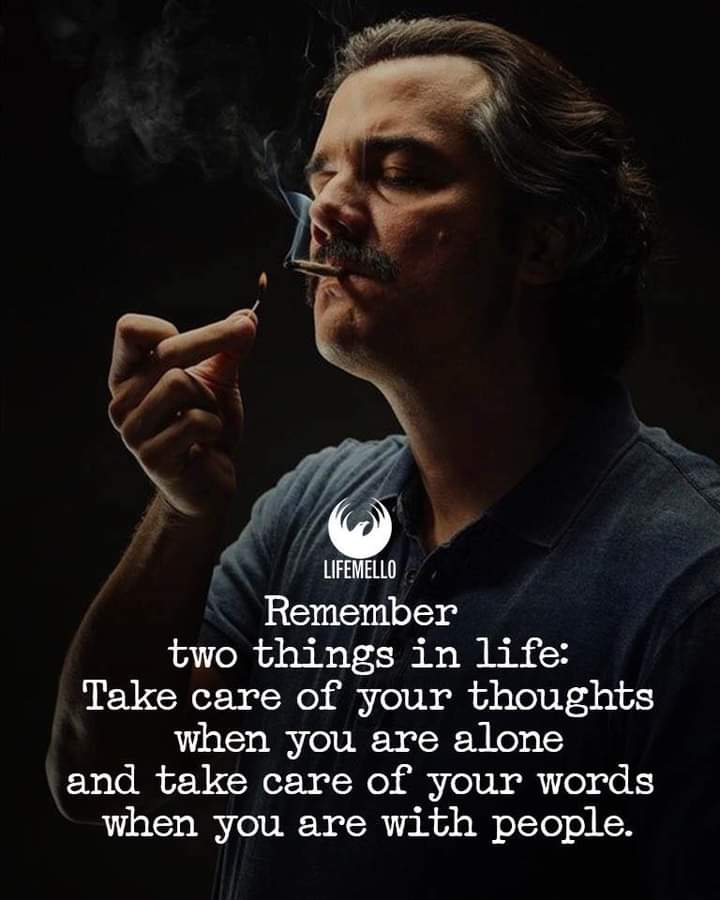 LIFEMELLO
Remember
two things in life:
Take care of your thoughts
when you are alone
and take care of your words
when you are with people.